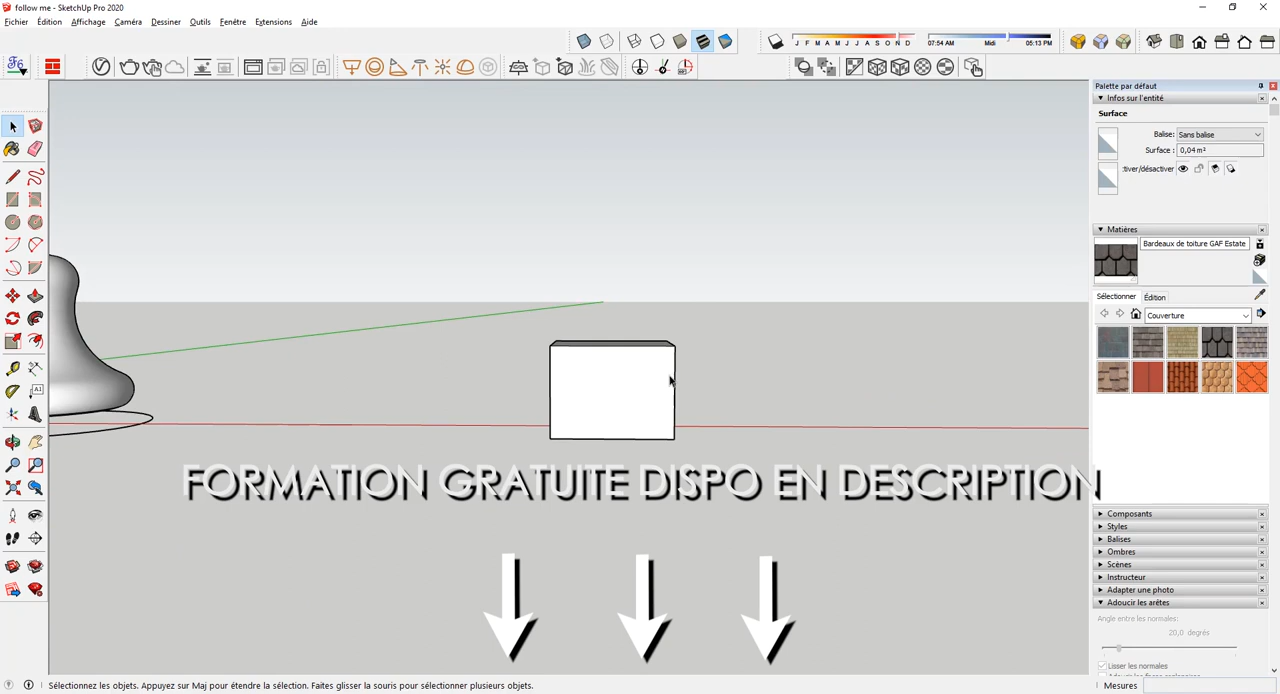 follow me - SketchUp Pro 2020
Fichier Édition Affichage Caméra Dessiner Outils Fenêtre Extensions Aide
J F M A M J J A S O N D 07:54 AM Midi 05:13 PM
Palette par défaut
Infos sur l'entité
Surface
Balise: Sans balise
Surface : 0,04 m²
:tiver/désactiver
Matières
Bardeaux de toiture GAF Estate
Sélectionner Édition
Couverture
A1
FORMATION GRATUITE DISPO EN DESCRIPTION
Composants
Styles
Balises
Ombres
Scènes
Instructeur
Adapter une photo
Adoucir les arêtes
Angle entre les normales:
20,0 degrés
Lisser les normales
Sélectionnez les objets. Appuyez sur Maj pour étendre la sélection. Faites glisser la souris pour sélectionner plusieurs objets.
Mesures